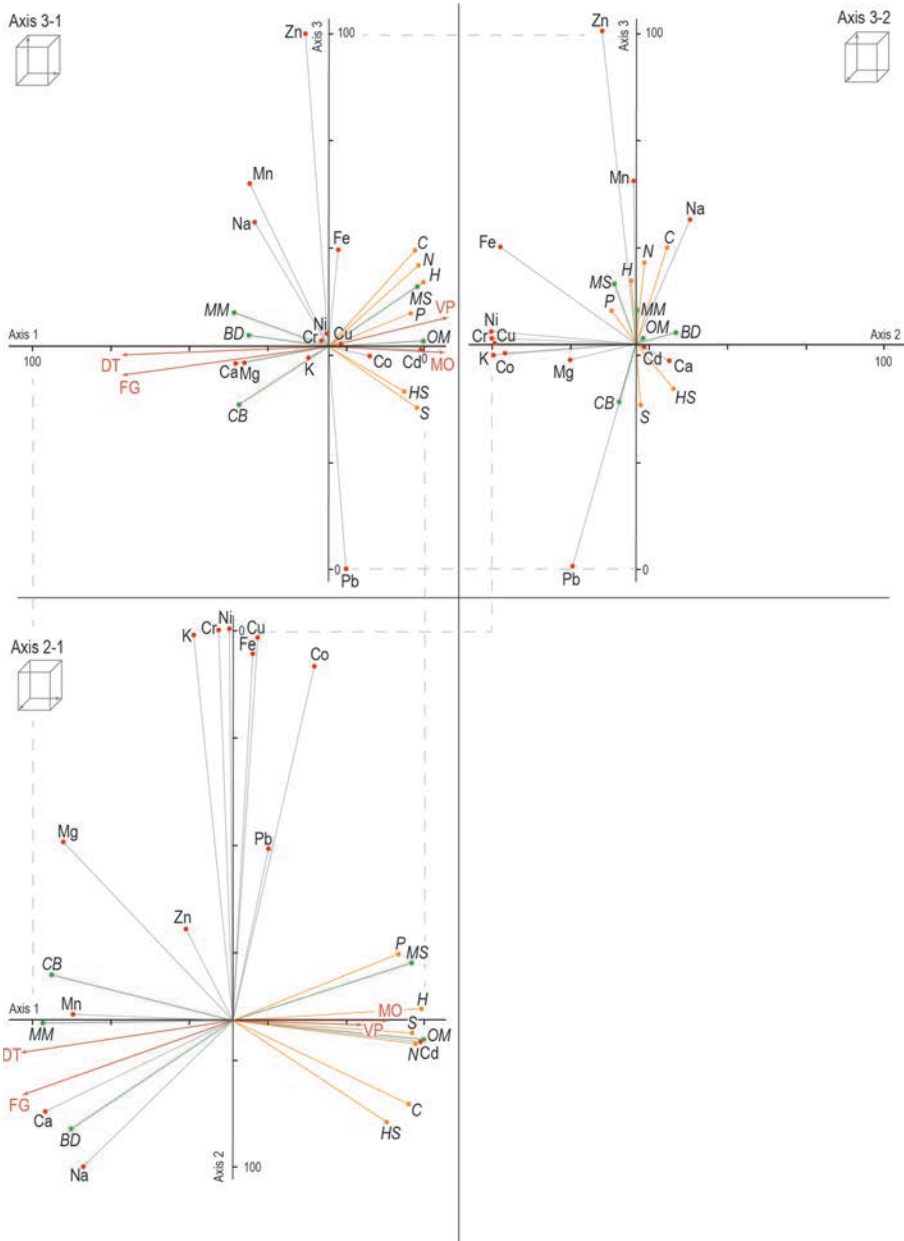 Axis 3-1
Zn
Axis 3
100
Zn
Axis 3
100
Axis 3-2
Mn
Na
Fe
C
N
H
MS
VP
P
MM
BD
Ni
Cr
Cu
OM
Axis 1
100
DT
FG
Ca
Mg
K
Co
Cd
0
MO
CB
HS
S
0
Pb
Mn
Na
Fe
C
N
H
MS
P
MM
OM
BD
Ni
Cr
Cu
K
Co
Mg
Cd
Ca
Axis 2
100
HS
CB
S
Pb
0
Axis 2-1
K
Cr
Ni
0
Cu
Fe
Co
Mg
Pb
Zn
P
MS
CB
H
MO
Axis 1
Mn
S
VP
OM
MM
N
Cd
DT
FG
Ca
C
BD
HS
Na
Axis 2
100